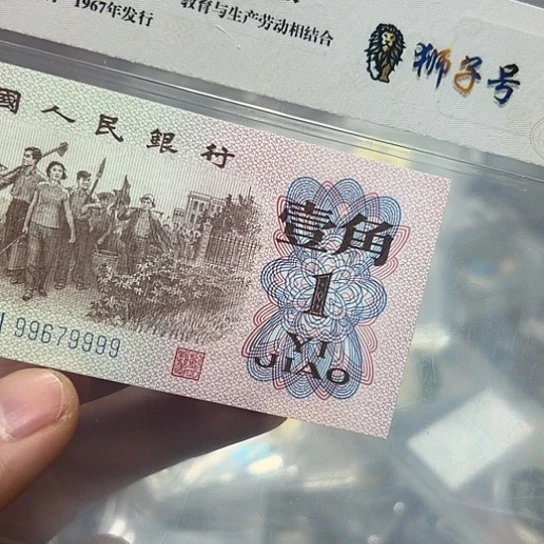 1967年发行
教育与生产劳动相结合
狮子号
國人民銀行
壹角
1
YI
JIAO
99679999